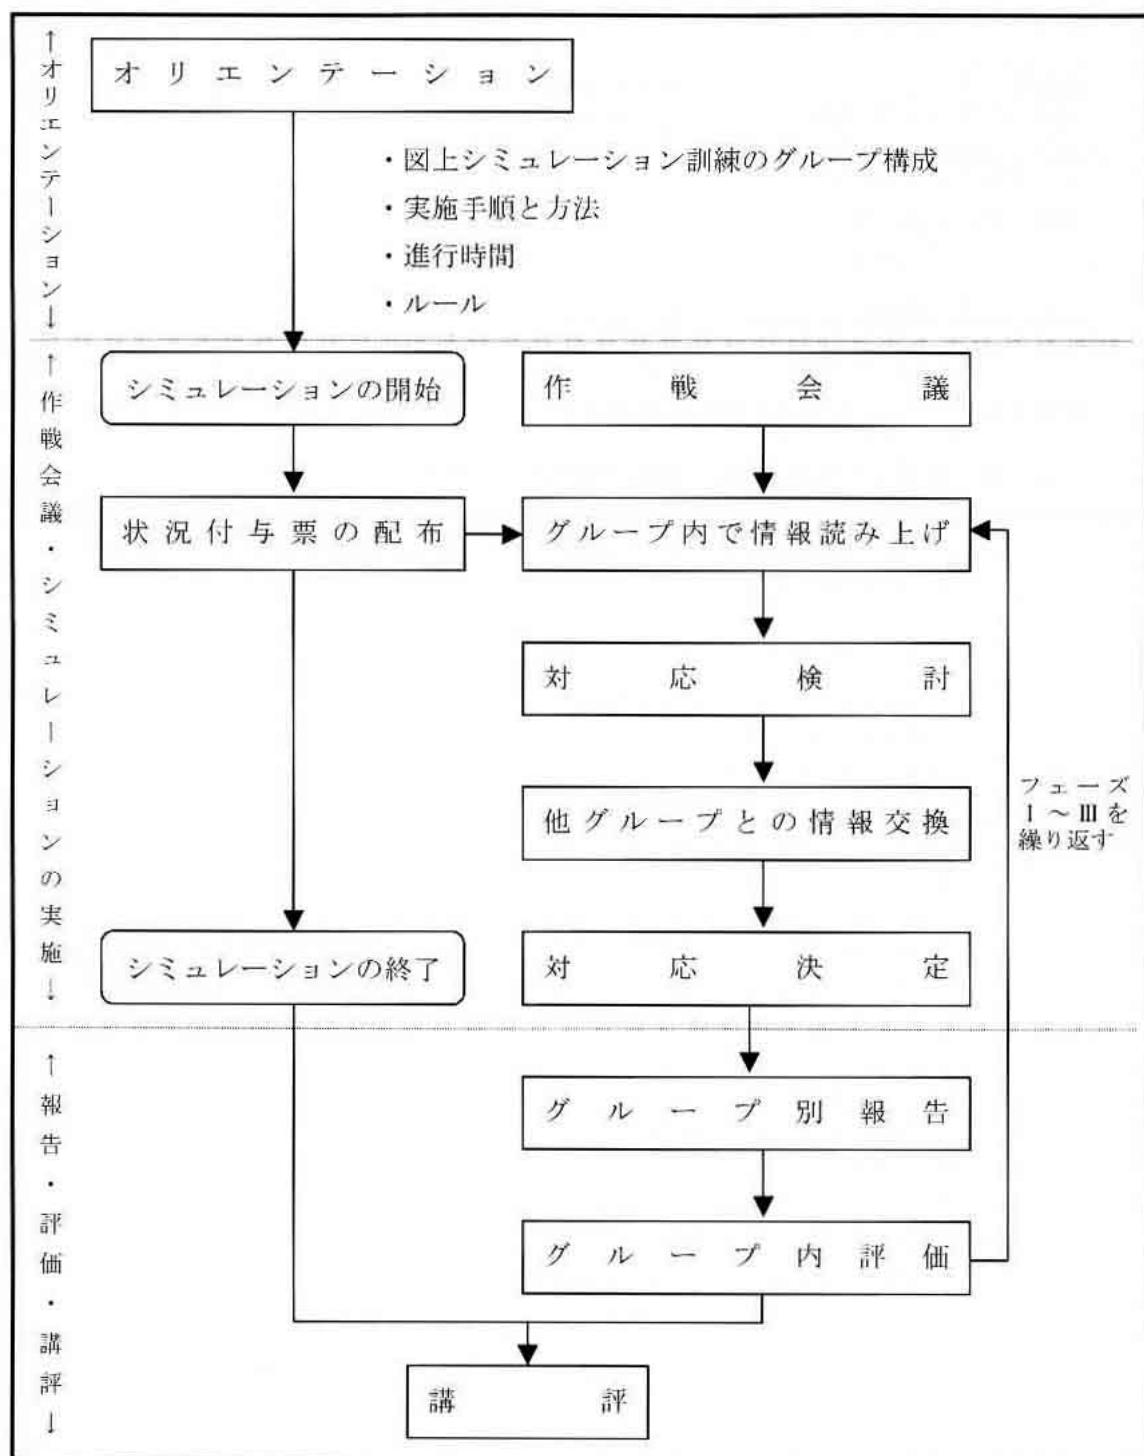 ↑オリエンテーション↓
オリエンテーション
・図上シミュレーション訓練のグループ構成
・実施手順と方法
・進行時間
・ルール
↑作戦会議・シミュレーションの実施↓
シミュレーションの開始
作戦会議
状況付与票の配布
グループ内で情報読み上げ
対応検討
他グループとの情報交換
フェーズ
Ⅰ～Ⅲを
繰り返す
シミュレーションの終了
対応決定
↑報告・評価・講評↓
グループ別報告
グループ内評価
講評